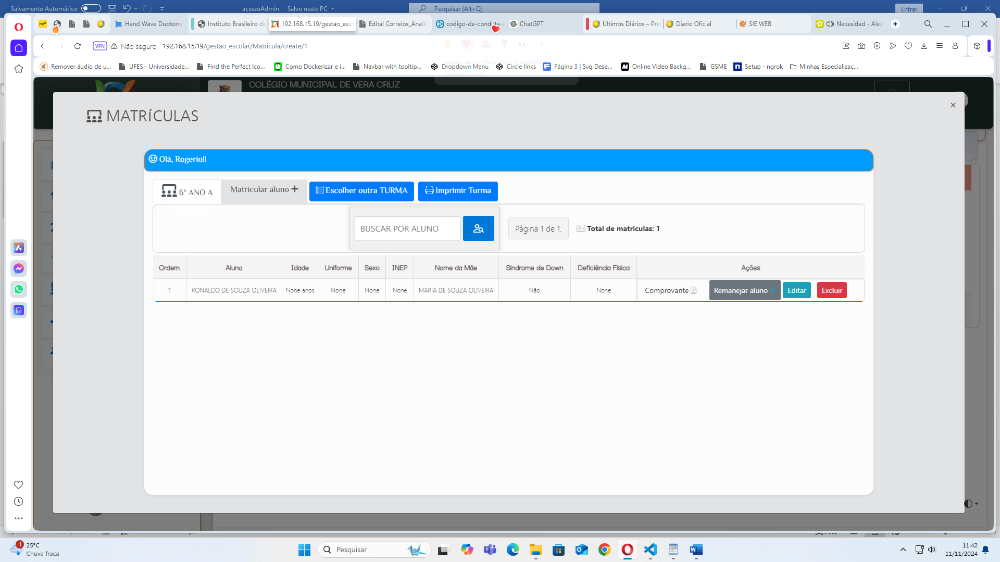 Salvamento Automático
acessoAdmin - Salvo neste PC
Pesquisar (Alt+Q)
Entrar
Hand Wave Duotone
Instituto Brasileiro de
192.168.15.19/gestao_esc
Edital Correios_Analis
codigo-de-conduta-e
ChatGPT
Últimos Diários – Pre
Diario Oficial
SIE WEB
Necesidad - Alex
VPN
Não seguro
192.168.15.19/gestao_escolar/Matricula/create/1
Remover áudio de u...
UFES - Universidade...
Find the Perfect Ico...
Como Dockerizar e i...
Navbar with tooltip...
Dropdown Menu
Circle links
Página 3 | Svg Dese...
Online Video Backg...
GSME
Setup - ngrok
Minhas Especializaç...
COLÉGIO MUNICIPAL DE VERA CRUZ
MATRÍCULAS
×
Olá, Rogerio!!
6º ANO A
Matricular aluno +
Escolher outra TURMA
Imprimir Turma
BUSCAR POR ALUNO
Página 1 de 1.
Total de matriculas: 1
Ordem Aluno Idade Uniforme Sexo INEP Nome da Mãe Síndrome de Down Deficiência Física Ações
1 RONALDO DE SOUZA OLIVEIRA None anos None None None MARIA DE SOUZA OLIVEIRA Não None Comprovante Remanejar aluno + Editar Excluir
1
25°C
Chuva fraca
Pesquisar
11:42
11/11/2024